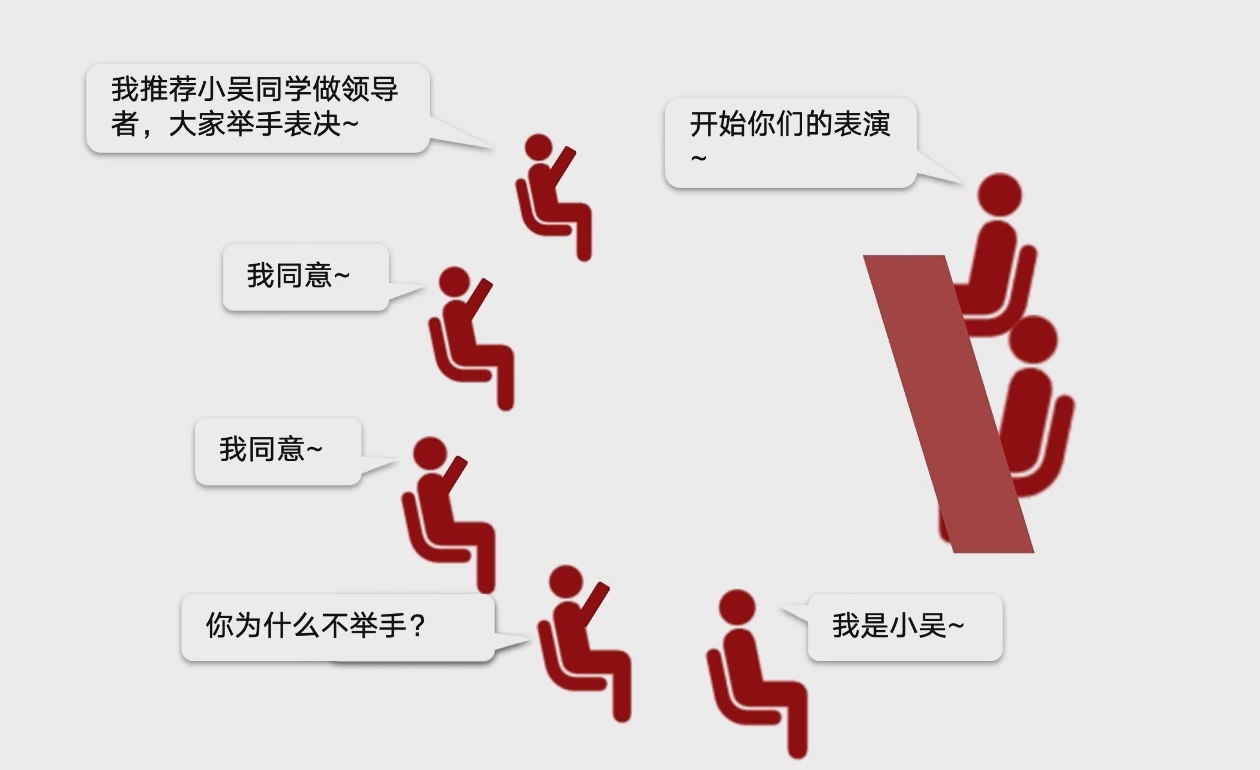 我推荐小吴同学做领导
者，大家举手表决~
开始你们的表演
~
我同意~
我同意~
你为什么不举手？
我是小吴~